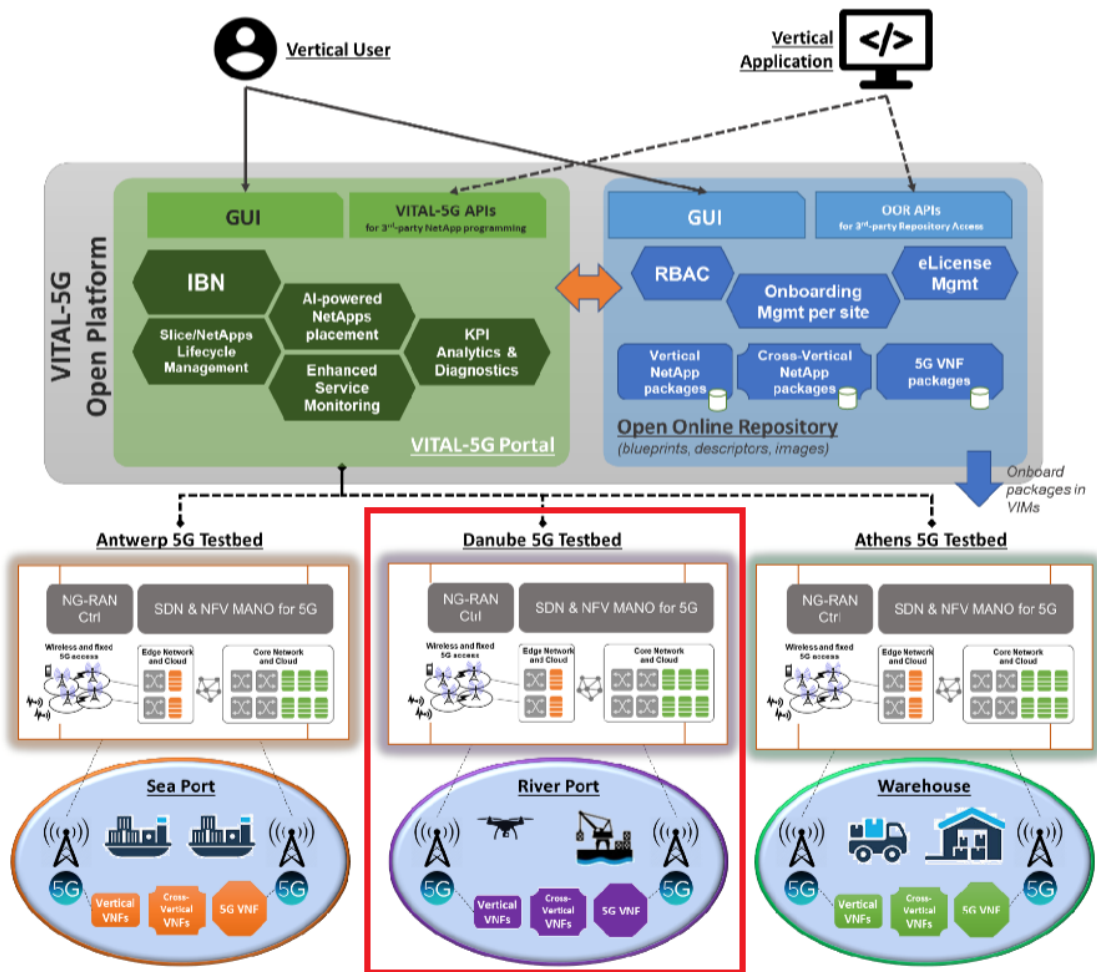 Vertical User
Vertical
Application
</>
VITAL-5G
Open Platform
GUI
VITAL-5G APIs
for 3rd-party NetApp programming
GUI
OOR APIs
for 3rd-party Repository Access
IBN
AI-powered
NetApps
placement
Slice/NetApps
Lifecycle
Management
Enhanced
Service
Monitoring
KPI
Analytics &
Diagnostics
VITAL-5G Portal
RBAC
Onboarding
Mgmt per site
eLicense
Mgmt
Vertical
NetApp
packages
Cross-Vertical
NetApp
packages
5G VNF
packages
Open Online Repository
(blueprints, descriptors, images)
Onboard
packages in
VIMs
Antwerp 5G Testbed
NG-RAN
Ctrl
SDN & NFV MANO for 5G
Wireless and fixed
5G access
Edge Network
and Cloud
Core Network
and Cloud
Sea Port
5G
5G
Vertical
VNFs
Cross-
Vertical
VNFs
5G VNF
Danube 5G Testbed
NG-RAN
Ctrl
SDN & NFV MANO for 5G
Wireless and fixed
5G access
Edge Network
and Cloud
Core Network
and Cloud
River Port
5G
5G
Vertical
VNFs
Cross-
Vertical
VNFs
5G VNF
Athens 5G Testbed
NG-RAN
Ctrl
SDN & NFV MANO for 5G
Wireless and fixed
5G access
Edge Network
and Cloud
Core Network
and Cloud
Warehouse
5G
5G
Vertical
VNFs
Cross-
Vertical
VNFs
5G VNF